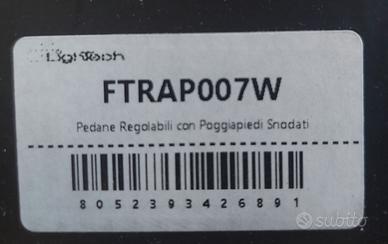 LighTech
FTRAP007W
Pedane Regolabili con Poggiapiedi Snodati
8052393426891
subito